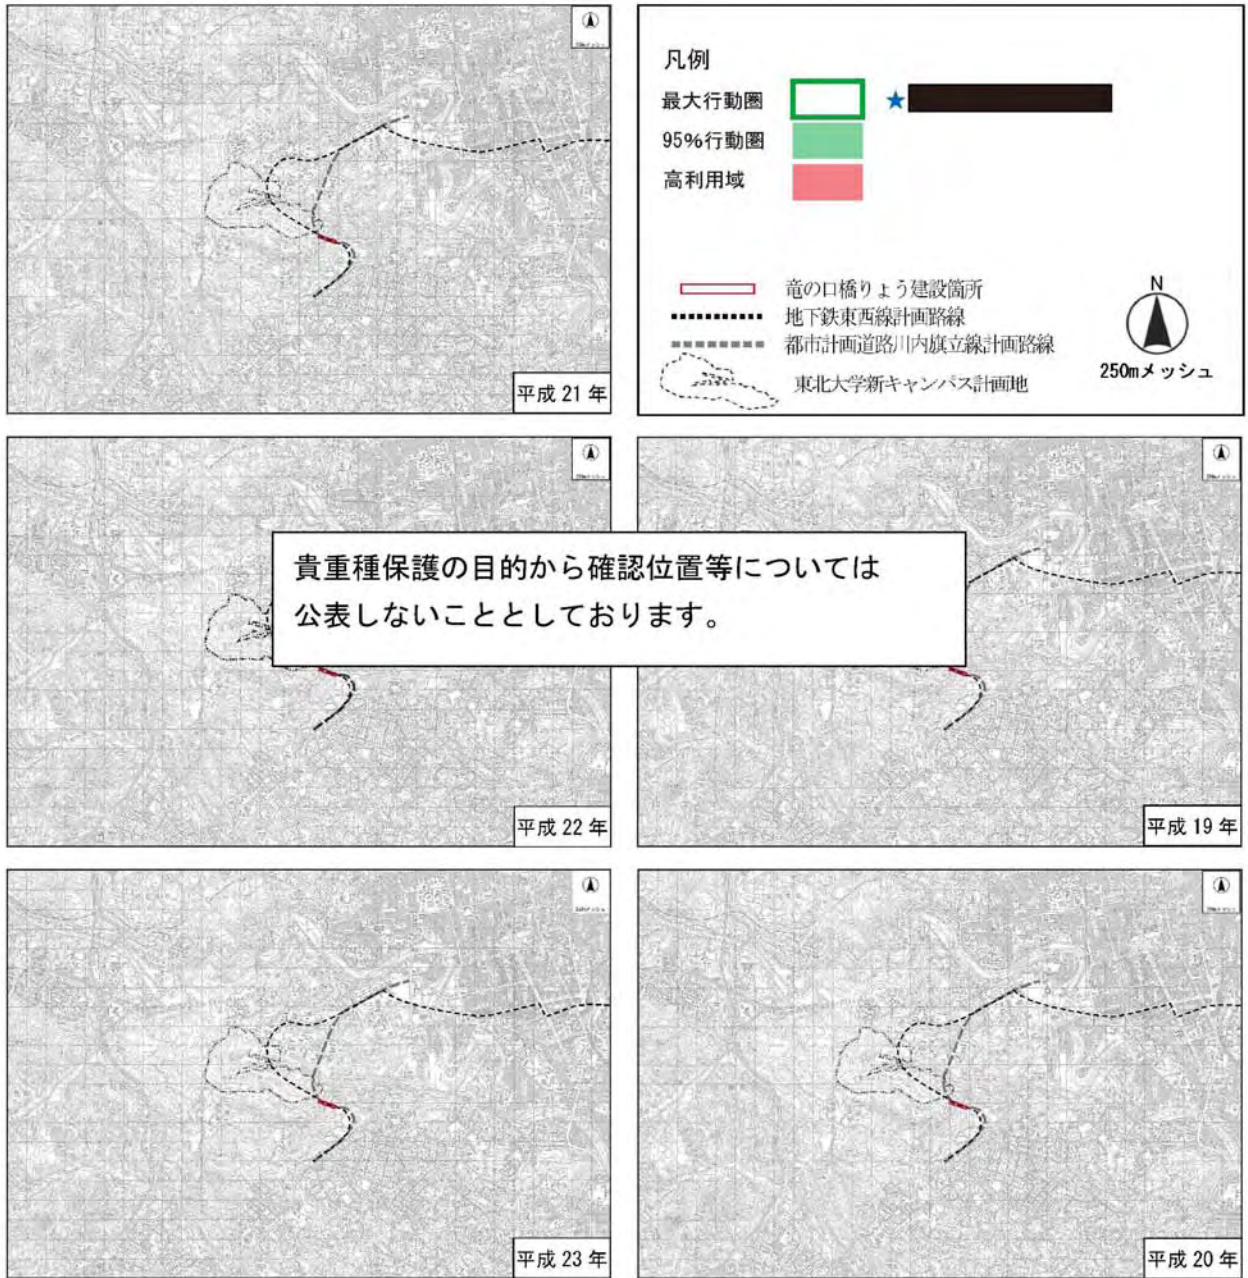 平成 21 年
凡例
最大行動圏
★
95%行動圏
高利用域
竜の口橋りょう建設箇所
地下鉄東西線計画路線
都市計画道路川内旗立線計画路線
東北大学新キャンパス計画地
N
250mメッシュ
貴重種保護の目的から確認位置等については
公表しないこととしております。
平成 22 年
平成 19 年
平成 23 年
平成 20 年